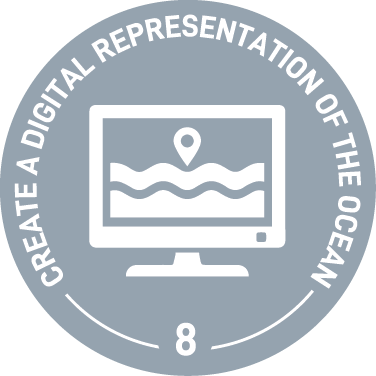 CREATE A DIGITAL REPRESENTATION OF THE OCEAN
8